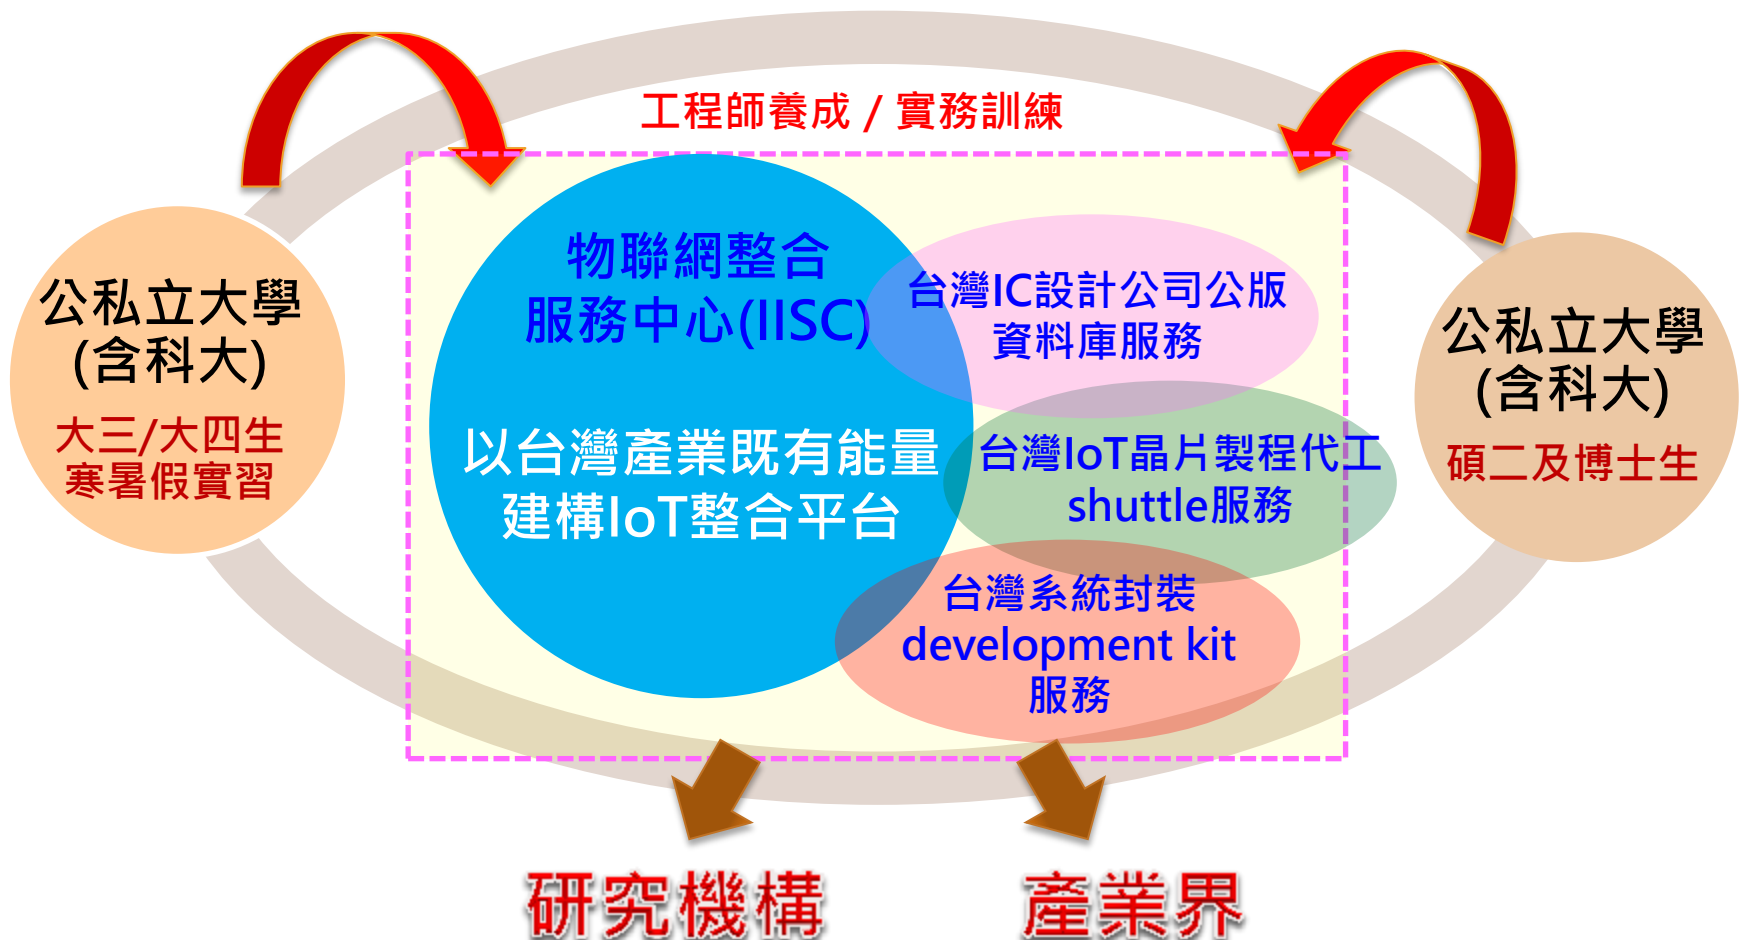 工程師養成 / 實務訓練
公私立大學
(含科大)
大三/大四生
寒暑假實習
物聯網整合
服務中心(IISC)
以台灣產業既有能量
建構IoT整合平台
台灣IC設計公司公版
資料庫服務
台灣IoT晶片製程代工
shuttle服務
台灣系統封裝
development kit
服務
公私立大學
(含科大)
碩二及博士生
研究機構
產業界